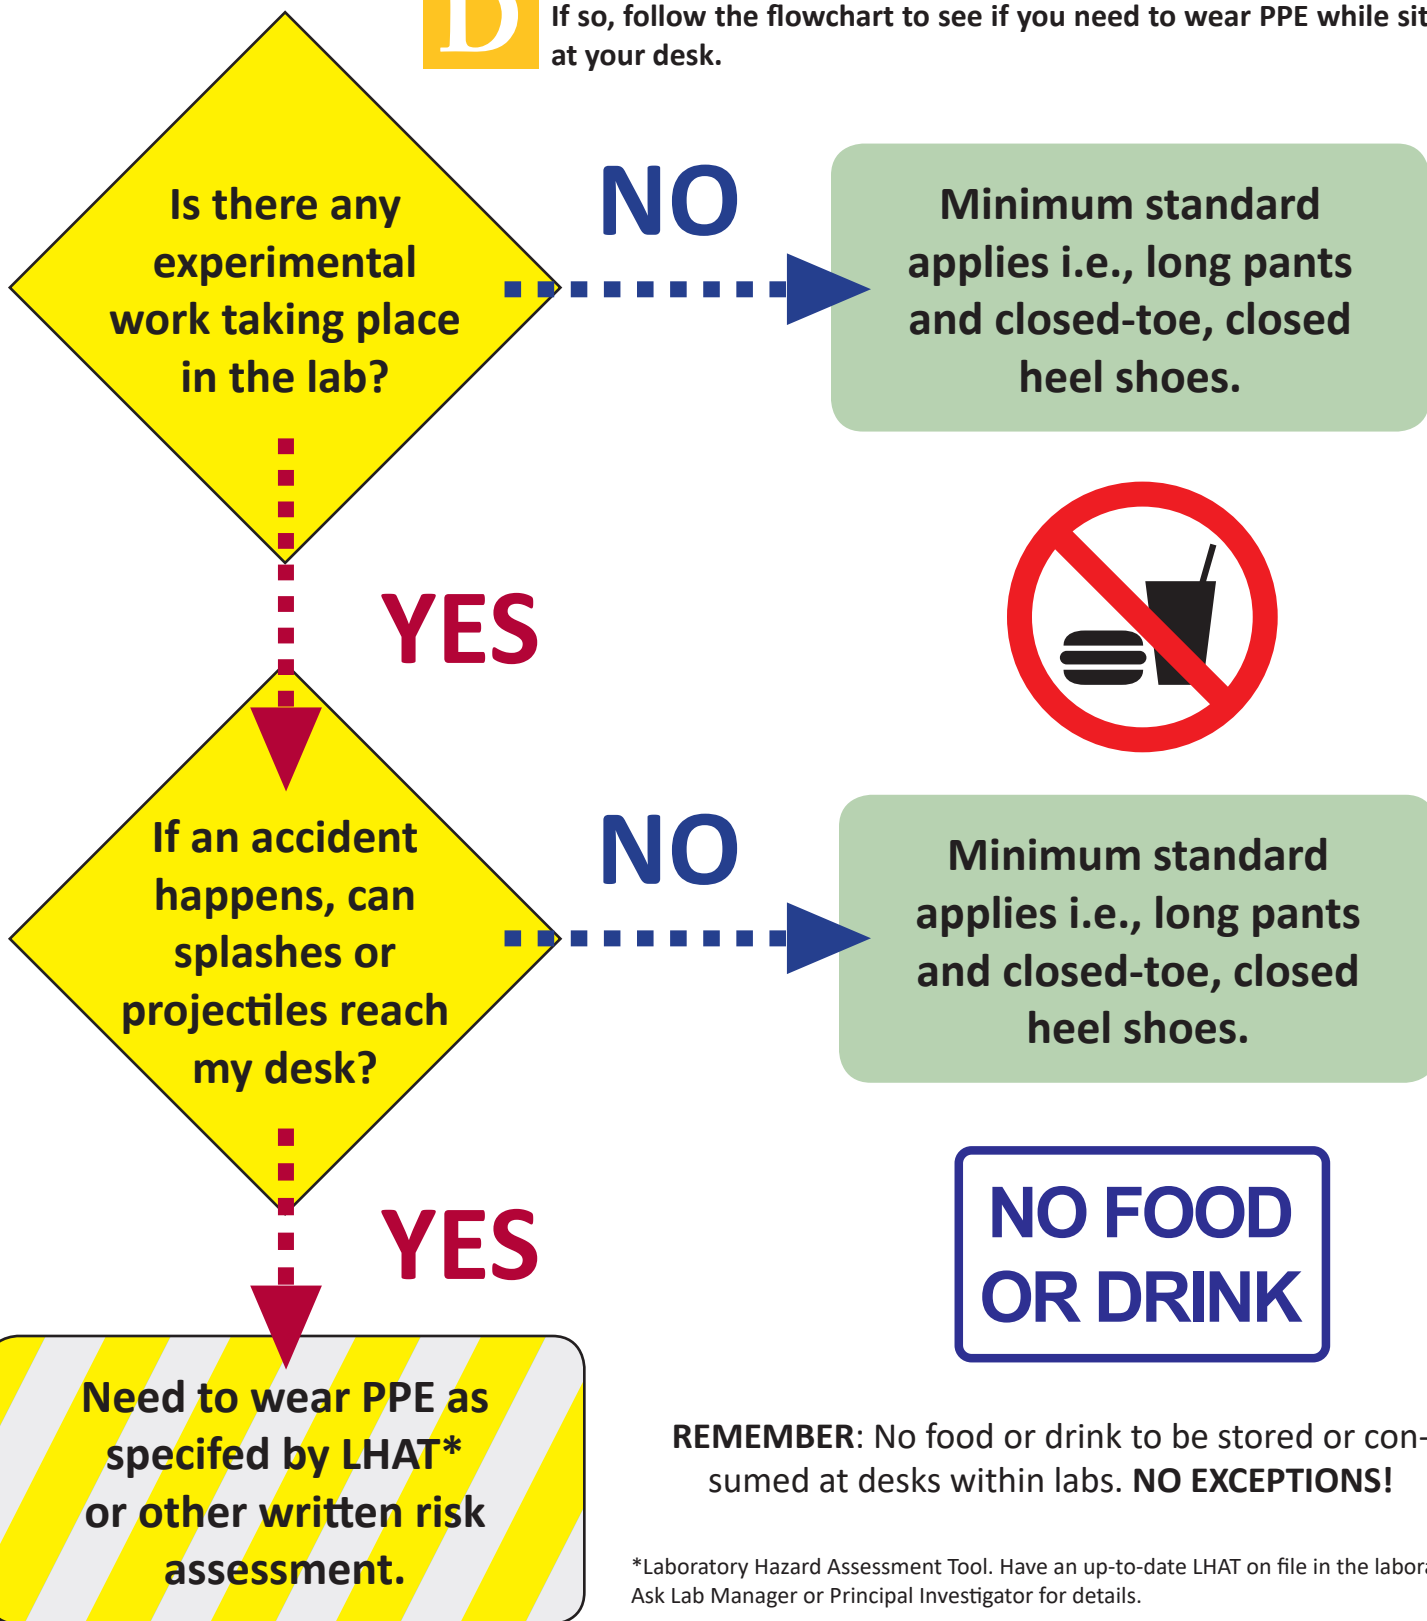 D
If so, follow the flowchart to see if you need to wear PPE while sit
at your desk.
Is there any
experimental
work taking place
in the lab?
NO
Minimum standard
applies i.e., long pants
and closed-toe, closed
heel shoes.
YES
If an accident
happens, can
splashes or
projectiles reach
my desk?
NO
Minimum standard
applies i.e., long pants
and closed-toe, closed
heel shoes.
YES
NO FOOD
OR DRINK
Need to wear PPE as
specifed by LHAT*
or other written risk
assessment.
REMEMBER: No food or drink to be stored or con-
sumed at desks within labs. NO EXCEPTIONS!
*Laboratory Hazard Assessment Tool. Have an up-to-date LHAT on file in the labora
Ask Lab Manager or Principal Investigator for details.